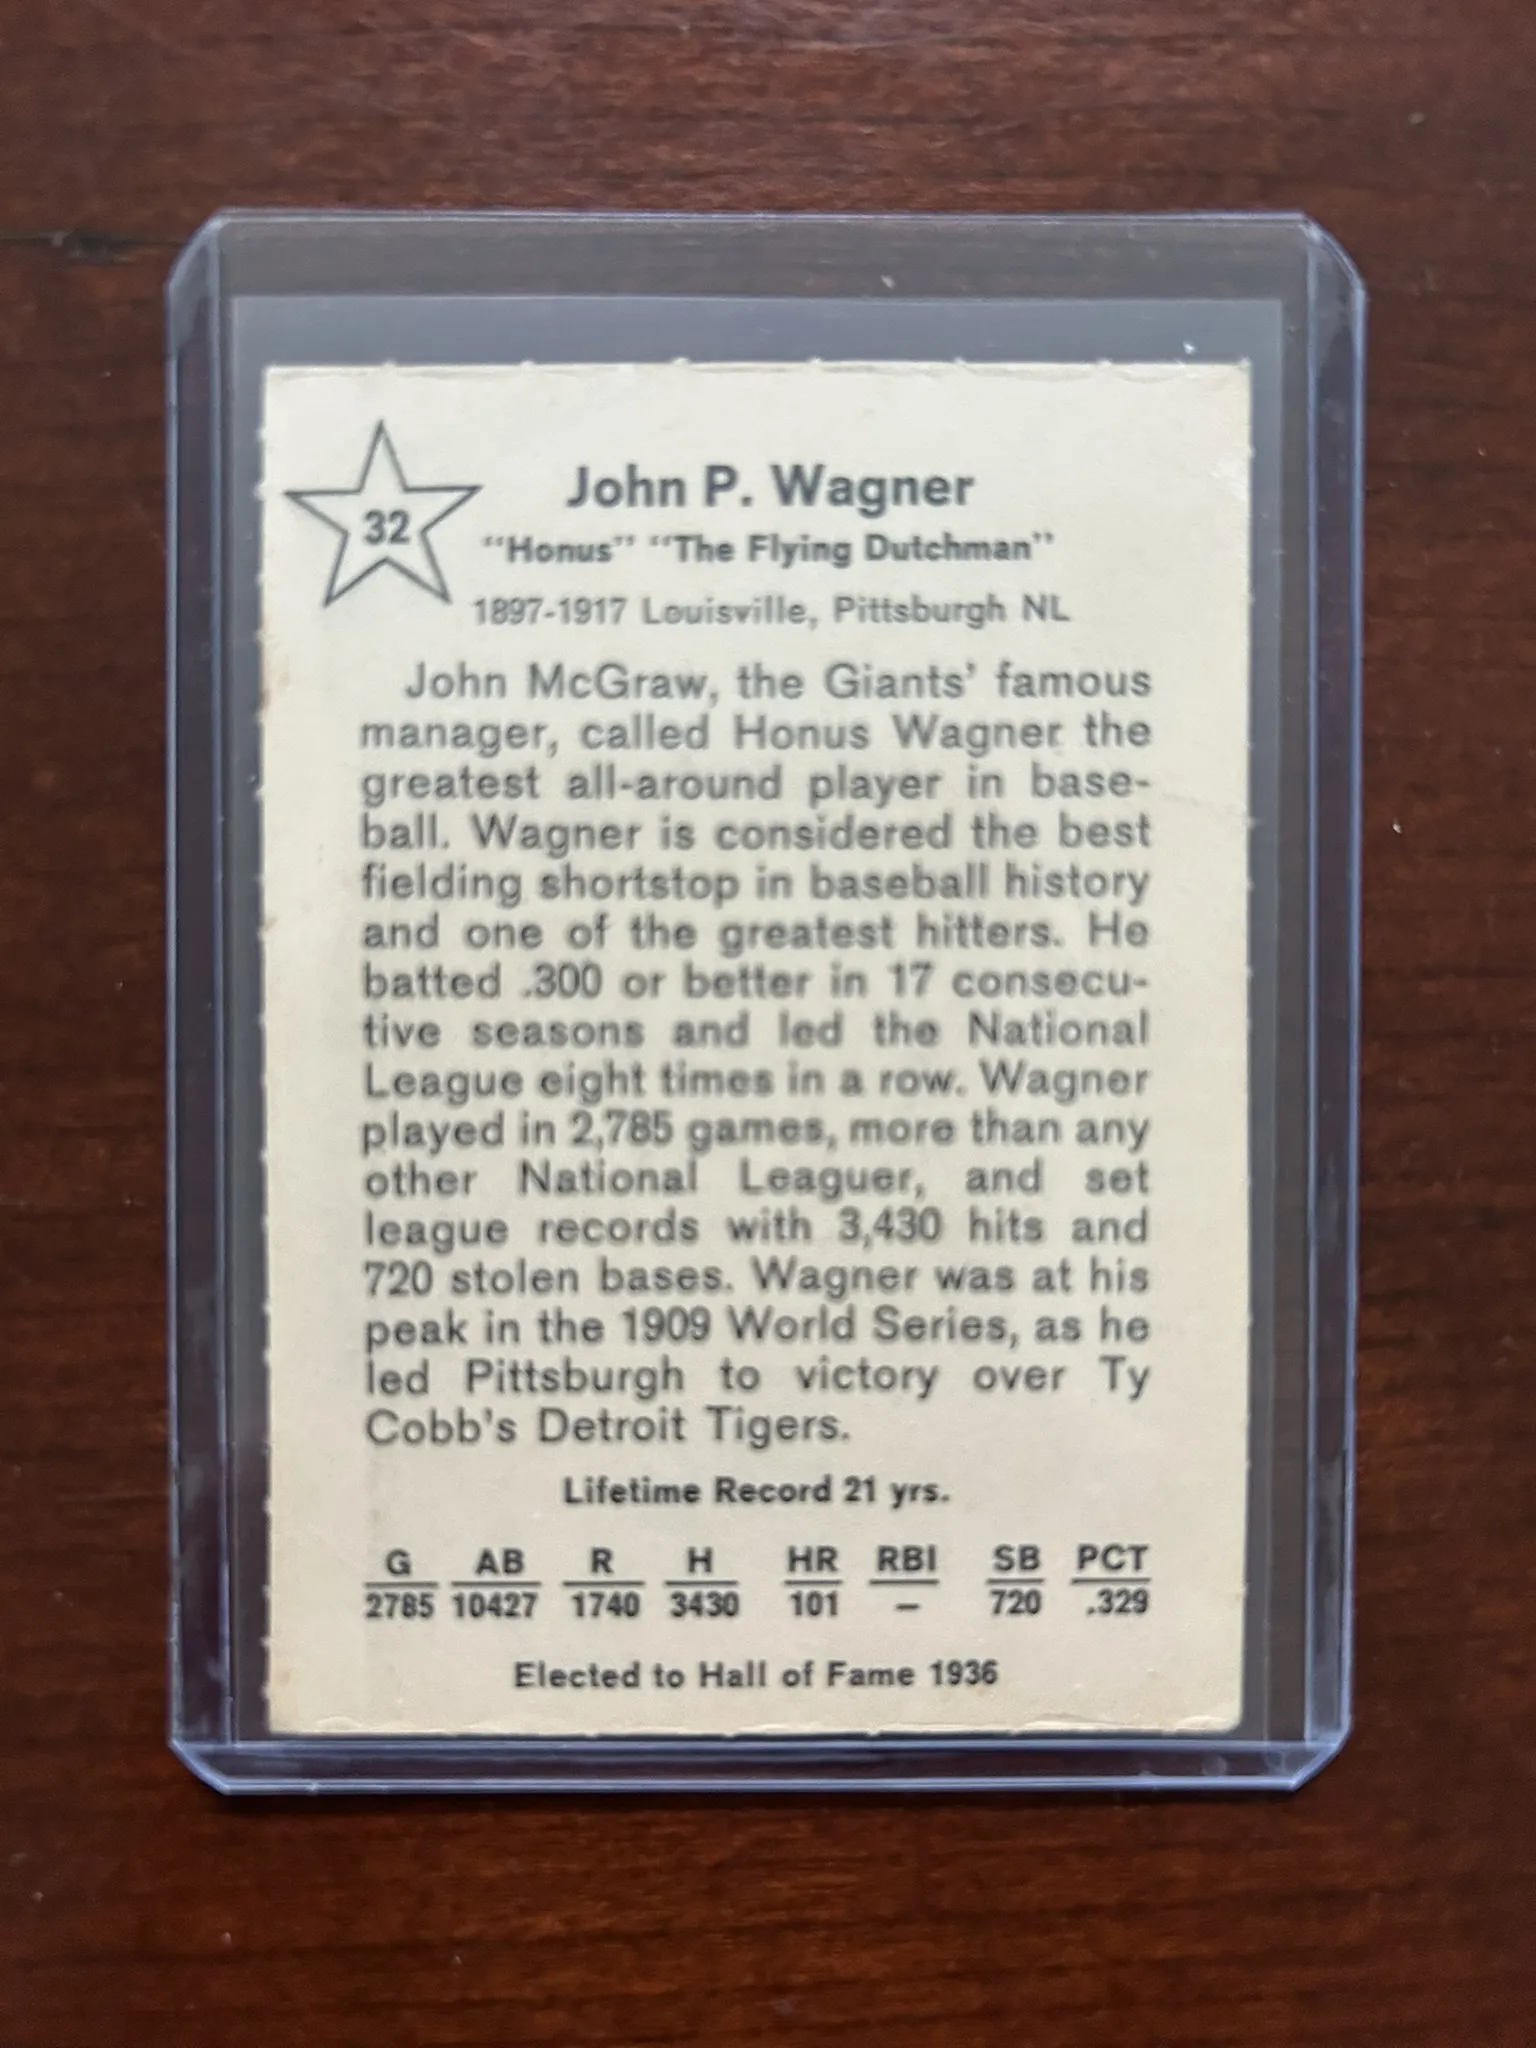 32
John P. Wagner
"Honus" "The Flying Dutchman"
1897-1917 Louisville, Pittsburgh NL
John McGraw, the Giants' famous
manager, called Honus Wagner the
greatest all-around player in base-
ball. Wagner is considered the best
fielding shortstop in baseball history
and one of the greatest hitters. He
batted .300 or better in 17 consecu-
tive seasons and led the National
League eight times in a row. Wagner
played in 2,785 games, more than any
other National Leaguer, and set
league records with 3,430 hits and
720 stolen bases. Wagner was at his
peak in the 1909 World Series, as he
led Pittsburgh to victory over Ty
Cobb's Detroit Tigers.
Lifetime Record 21 yrs.
G AB R H HR RBI SB PCT
2785 10427 1740 3430 101 – 720 .329
Elected to Hall of Fame 1936